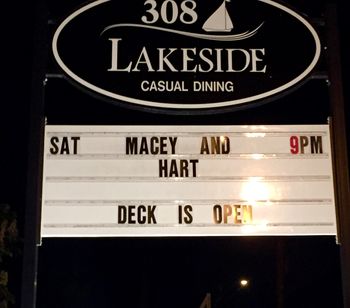 308
LAKESIDE
CASUAL DINING
SAT MACEY AND 9PM
HART
DECK IS OPEN